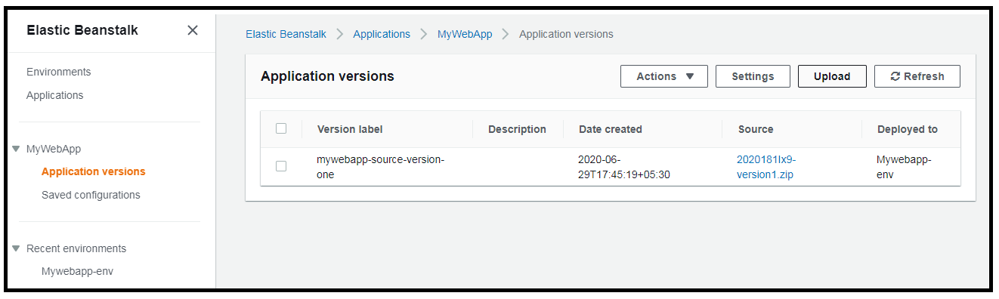 Elastic Beanstalk
Environments
Applications
MyWebApp
Application versions
Saved configurations
Recent environments
Mywebapp-env
Elastic Beanstalk Applications MyWebApp Application versions
Application versions Actions Settings Upload Refresh
Version label Description Date created Source Deployed to
mywebapp-source-version- 2020-06- 2020181Ix9- Mywebapp-
one 29T17:45:19+05:30 version1.zip env